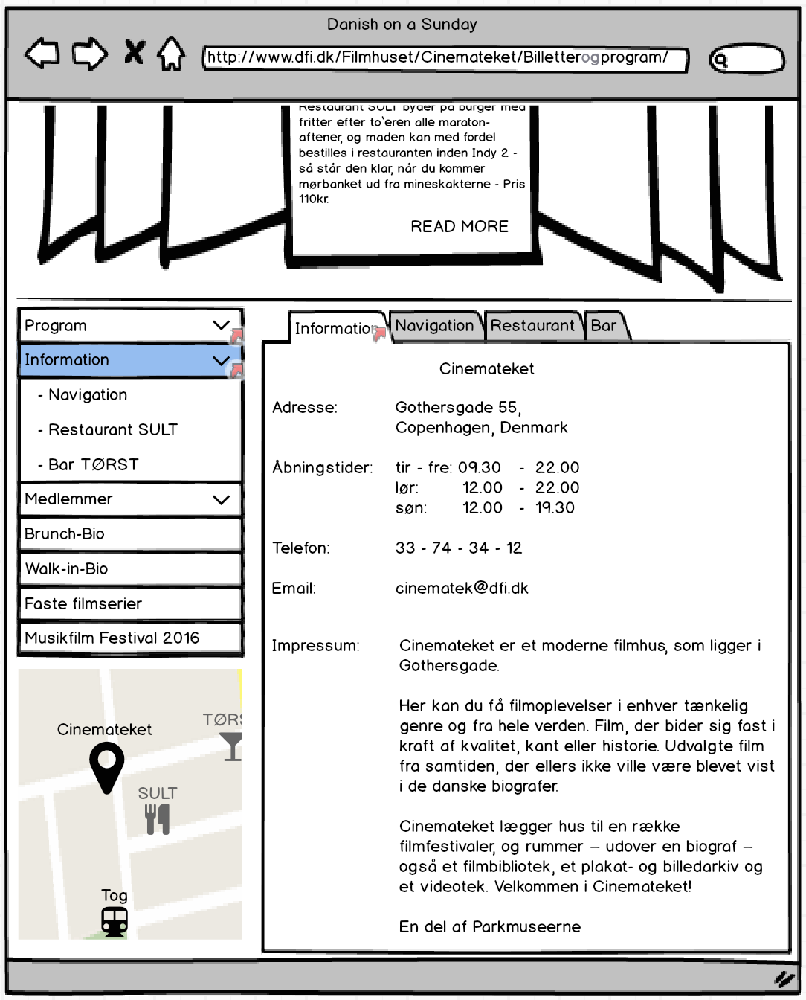 Danish on a Sunday
http://www.dfi.dk/Filmhuset/Cinemateket/Billetterogprogram/
Restaurant SULT byder på burger med
fritter efter to`eren alle maraton-
aftener, og maden kan med fordel
bestilles i restauranten inden Indy 2 -
så står den klar, når du kommer
mørbanket ud fra mineskakterne - Pris
110kr.
READ MORE
Program
Information
- Navigation
- Restaurant SULT
- Bar TØRST
Medlemmer
Brunch-Bio
Walk-in-Bio
Faste filmserier
Musikfilm Festival 2016
Cinemateket
TØRS
SULT
Tog
Information
Navigation
Restaurant
Bar
Cinemateket
Adresse: Gothersgade 55,
Copenhagen, Denmark
Åbningstider: tir - fre: 09.30 - 22.00
lør: 12.00 - 22.00
søn: 12.00 - 19.30
Telefon: 33 - 74 - 34 - 12
Email: cinematek@dfi.dk
Impressum: Cinemateket er et moderne filmhus, som ligger i
Gothersgade.
Her kan du få filmoplevelser i enhver tænkelig
genre og fra hele verden. Film, der bider sig fast i
kraft af kvalitet, kant eller historie. Udvalgte film
fra samtiden, der ellers ikke ville være blevet vist
i de danske biografer.
Cinemateket lægger hus til en række
filmfestivaler, og rummer – udover en biograf –
også et filmbibliotek, et plakat- og billedarkiv og
et videotek. Velkommen i Cinemateket!
En del af Parkmuseerne